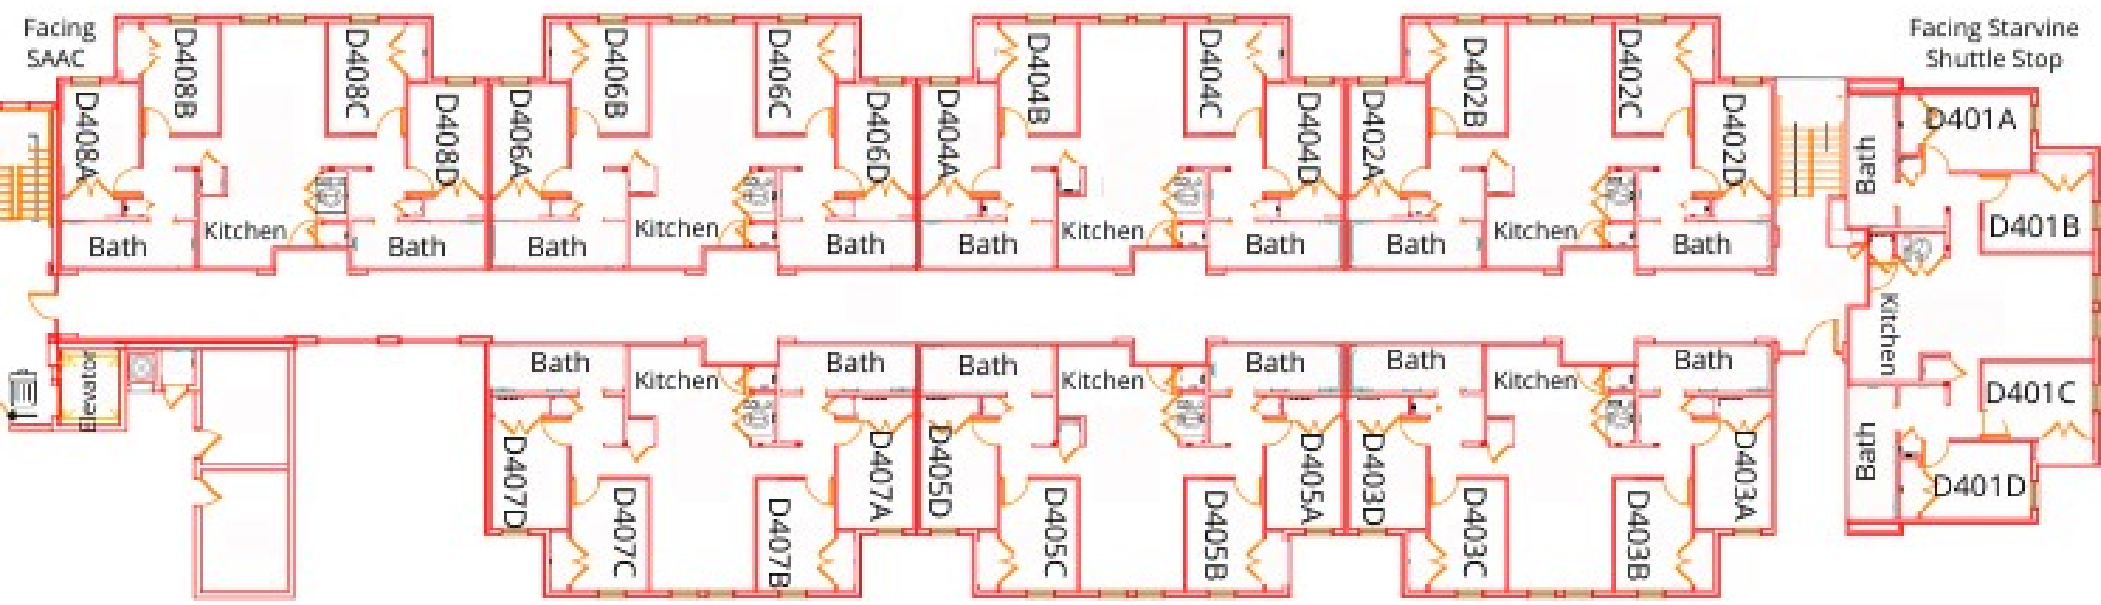 Facing
SAAC
Facing Starvine
Shuttle Stop
D408B
D408C
D406B
D406C
D404B
D404C
D402B
D402C
D408A
D408D
D406A
D406D
D404A
D404D
D402A
D402D
D401A
Bath
D401B
Bath
Kitchen
Bath
Bath
Kitchen
Bath
Bath
Kitchen
Bath
Bath
Kitchen
Bath
Kitchen
Elevator
Bath
Kitchen
Bath
Bath
Kitchen
Bath
Bath
Kitchen
Bath
D401C
Bath
D401D
D407D
D407A
D405D
D405A
D403D
D403A
D407C
D407B
D405C
D405B
D403C
D403B